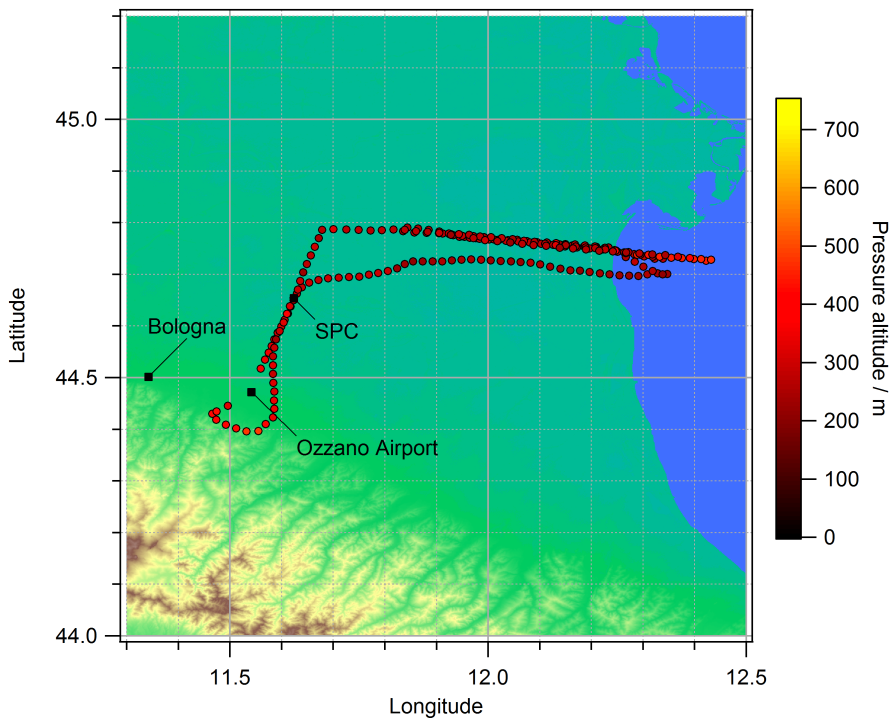 45.0
44.5
44.0
Latitude
11.5
12.0
12.5
Longitude
Bologna
SPC
Ozzano Airport
700
600
500
400
300
200
100
0
Pressure altitude / m